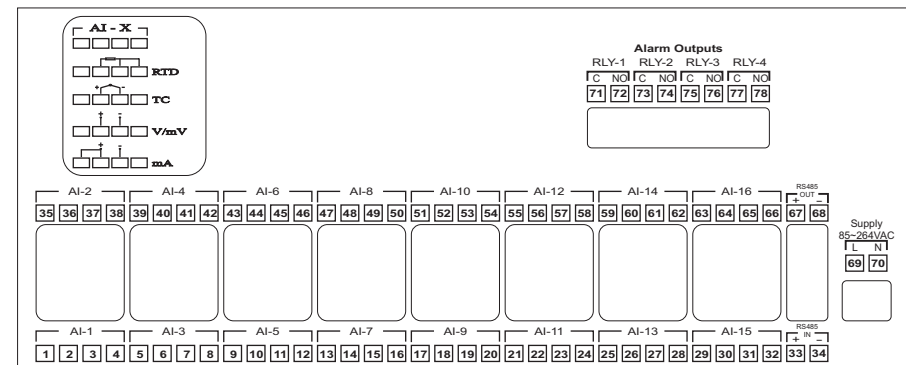 AI - X
RTD
+ -
TC
+ -
V/mV
+ -
mA
Alarm Outputs
RLY-1 RLY-2 RLY-3 RLY-4
C NO C NO C NO C NO
71 72 73 74 75 76 77 78
AI-2 AI-4 AI-6 AI-8 AI-10 AI-12 AI-14 AI-16 RS485 OUT
+ -
35 36 37 38 39 40 41 42 43 44 45 46 47 48 49 50 51 52 53 54 55 56 57 58 59 60 61 62 63 64 65 66 67 68
Supply
85~264VAC
L N
69 70
AI-1 AI-3 AI-5 AI-7 AI-9 AI-11 AI-13 AI-15 RS485 IN
+ -
1 2 3 4 5 6 7 8 9 10 11 12 13 14 15 16 17 18 19 20 21 22 23 24 25 26 27 28 29 30 31 32 33 34